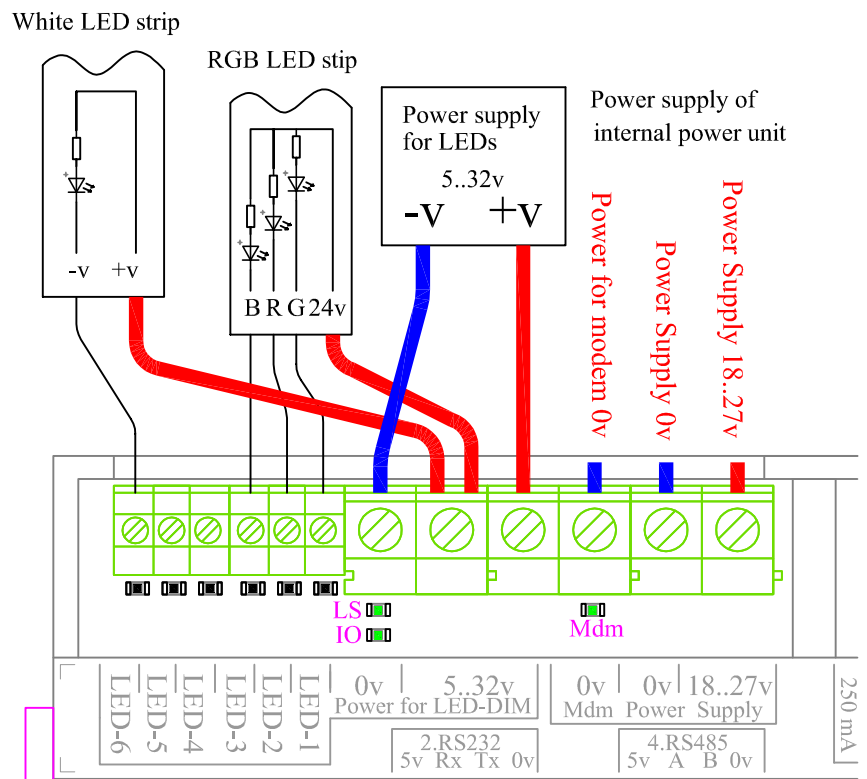 White LED strip
RGB LED stip
Power supply
for LEDs
5..32v
-v +v
Power supply of
internal power unit
-v +v
B R G 24v
Power for modem 0v
Power Supply 0v
Power Supply 18..27v
LS
IO
Mdm
LED-6
LED-5
LED-4
LED-3
LED-2
LED-1
0v 5..32v
Power for LED-DIM
0v 0v 18..27v
Mdm Power Supply
2.RS232
5v Rx Tx 0v
4.RS485
5v A B 0v
250 mA